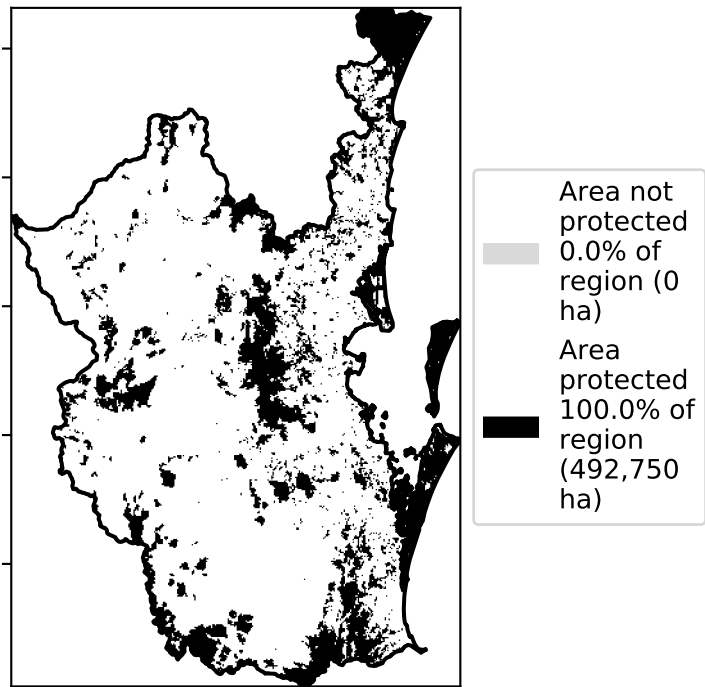 Area not
protected
0.0% of
region (0
ha)
Area
protected
100.0% of
region
(492,750
ha)